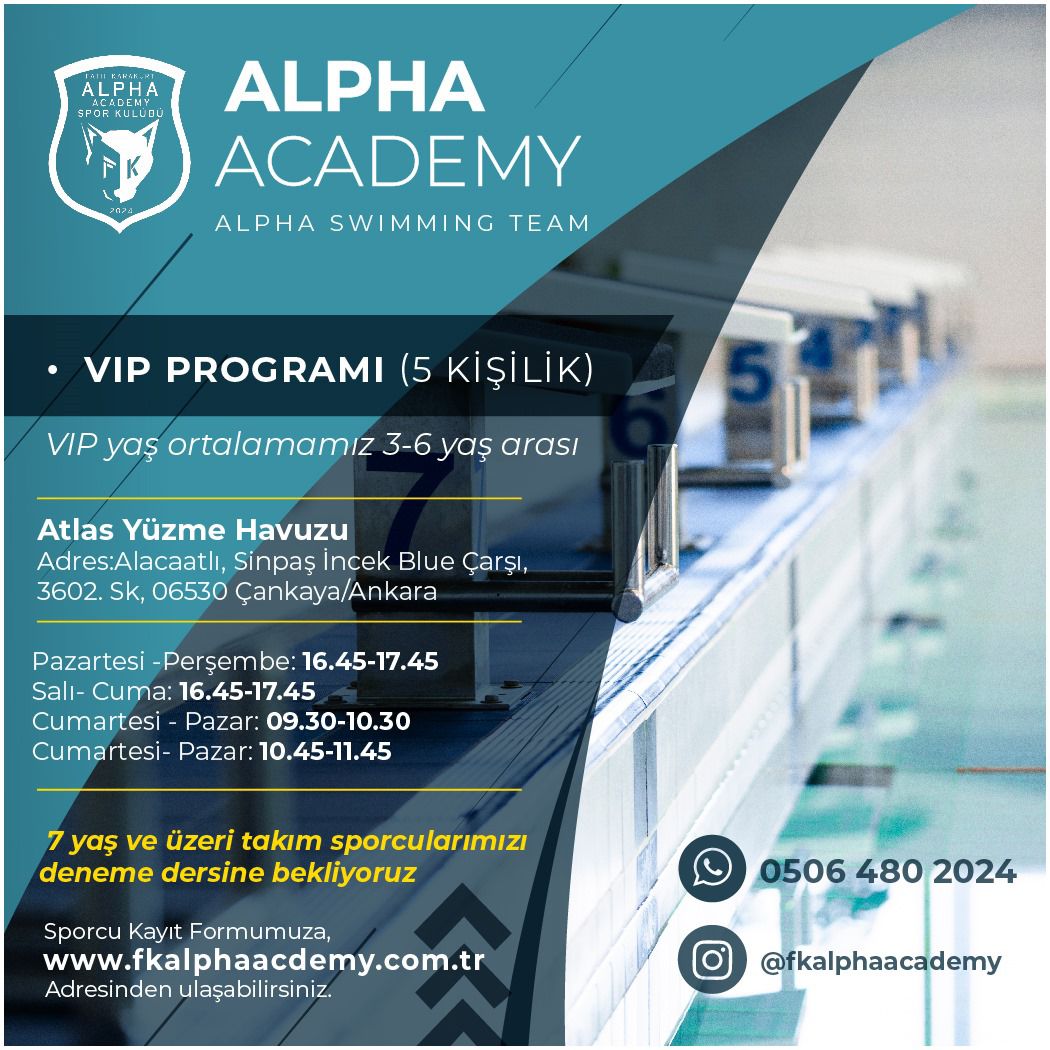 FATİH KARAKURT
ALPHA
ACADEMY
SPOR KULÜBÜ
FK
2024
ALPHA
ACADEMY
ALPHA SWIMMING TEAM
• VIP PROGRAMI (5 KİŞİLİK)
VIP yaş ortalamamız 3-6 yaş arası
7
6
5
4
Atlas Yüzme Havuzu
Adres:Alacaatlı, Sinpaş İncek Blue Çarşı,
3602. Sk, 06530 Çankaya/Ankara
Pazartesi -Perşembe: 16.45-17.45
Salı- Cuma: 16.45-17.45
Cumartesi - Pazar: 09.30-10.30
Cumartesi- Pazar: 10.45-11.45
7 yaş ve üzeri takım sporcularımızı
deneme dersine bekliyoruz
Sporcu Kayıt Formumuza,
www.fkalphaacdemy.com.tr
Adresinden ulaşabilirsiniz.
0506 480 2024
@fkalphaacademy